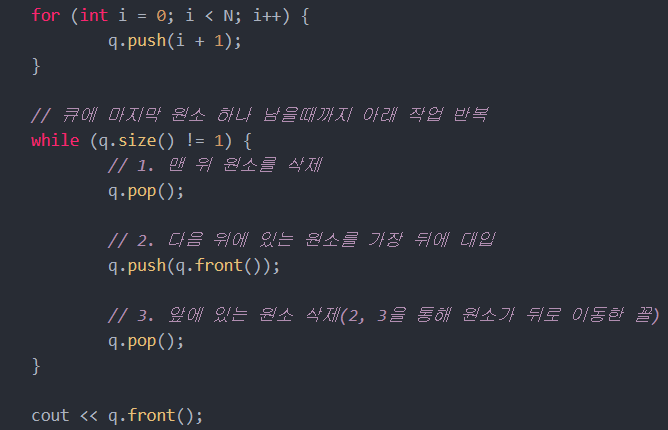 for (int i = 0; i < N; i++) {
q.push(i + 1);
}
// 큐에 마지막 원소 하나 남을때까지 아래 작업 반복
while (q.size() != 1) {
// 1. 맨 위 원소를 삭제
q.pop();
// 2. 다음 위에 있는 원소를 가장 뒤에 대입
q.push(q.front());
// 3. 앞에 있는 원소 삭제(2, 3을 통해 원소가 뒤로 이동한 꼴)
q.pop();
}
cout << q.front();